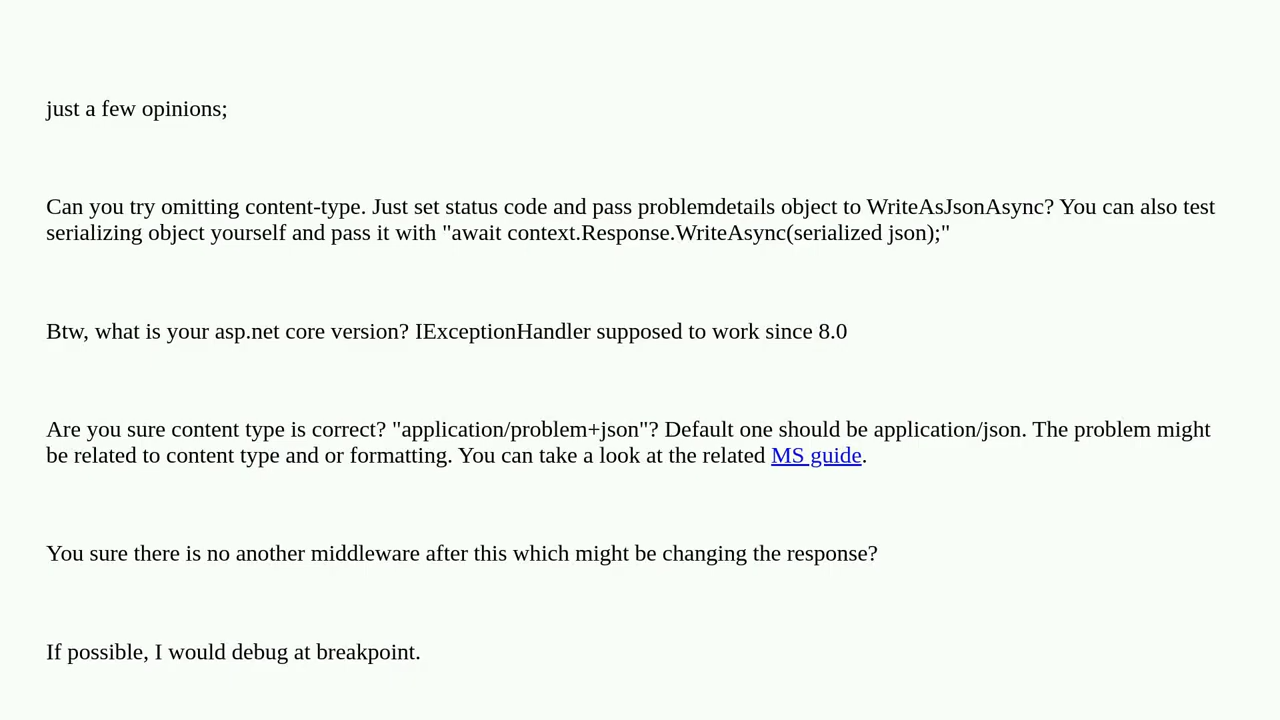 just a few opinions;
Can you try omitting content-type. Just set status code and pass problemdetails object to WriteAsJsonAsync? You can also test
serializing object yourself and pass it with "await context.Response.WriteAsync(serialized json);"
Btw, what is your asp.net core version? IExceptionHandler supposed to work since 8.0
Are you sure content type is correct? "application/problem+json"? Default one should be application/json. The problem might
be related to content type and or formatting. You can take a look at the related MS guide.
You sure there is no another middleware after this which might be changing the response?
If possible, I would debug at breakpoint.